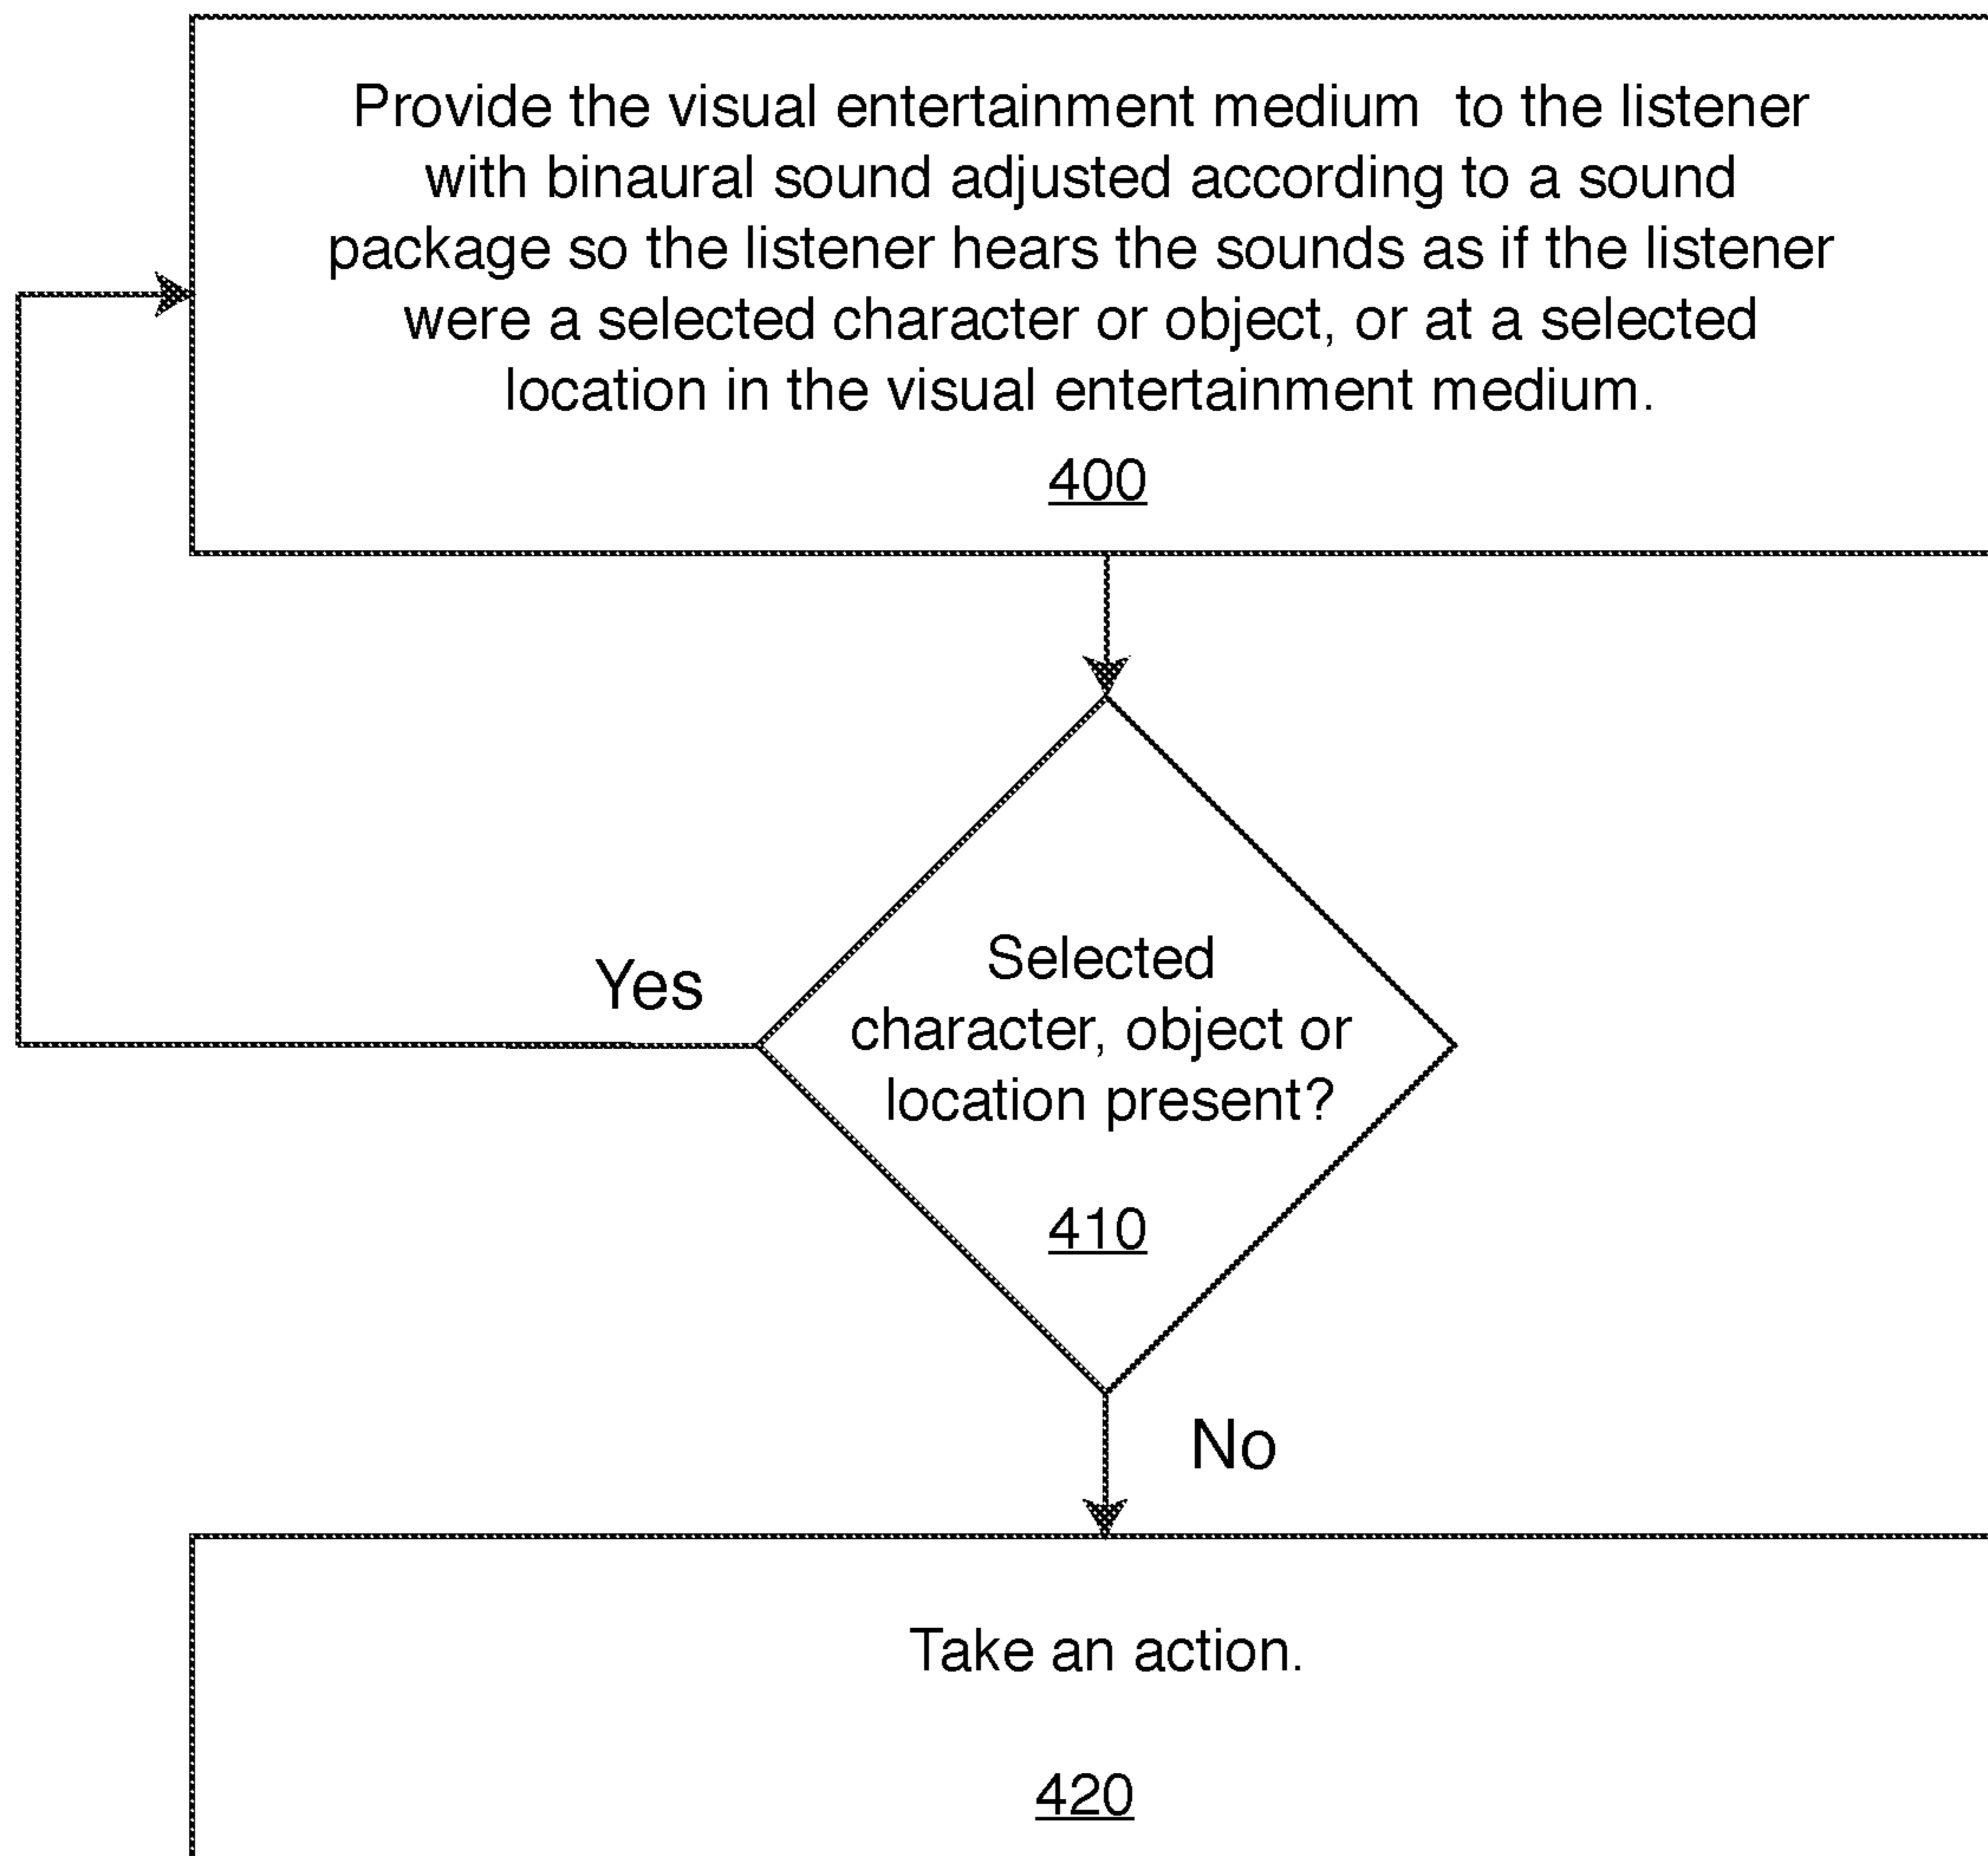 Provide the visual entertainment medium to the listener
with binaural sound adjusted according to a sound
package so the listener hears the sounds as if the listener
were a selected character or object, or at a selected
location in the visual entertainment medium.
400
Selected
character, object or
location present?
410
Yes
No
Take an action.
420